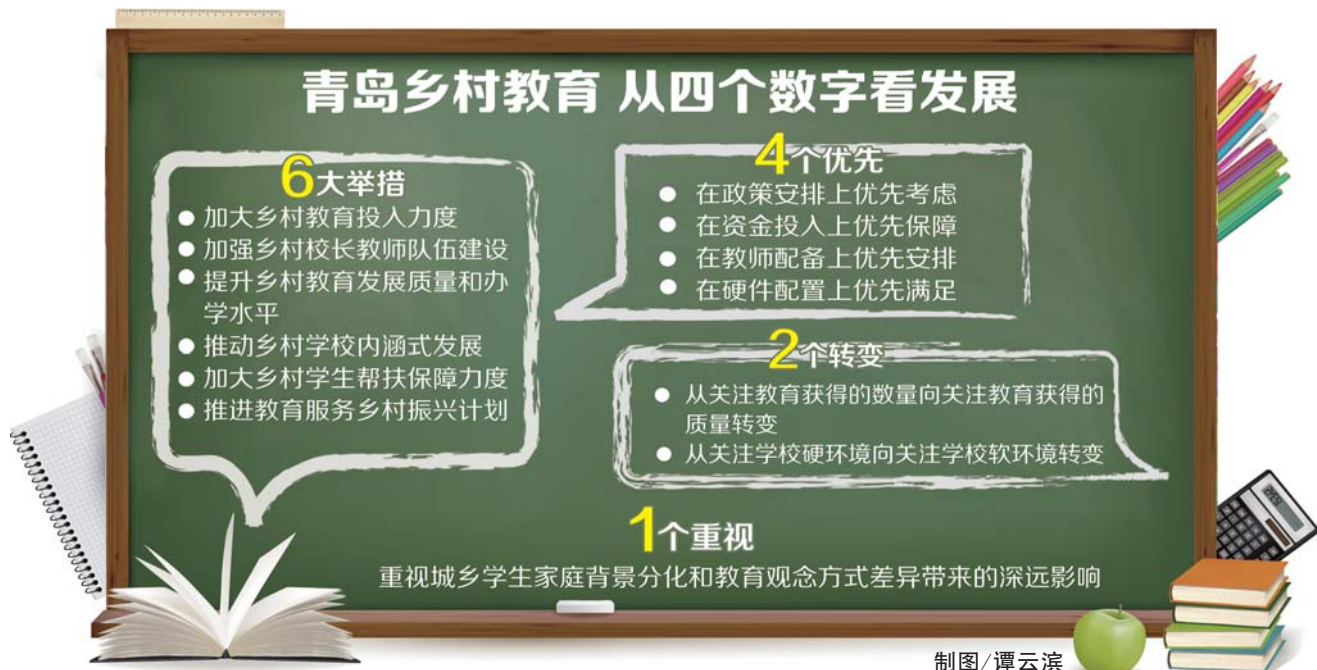 青岛乡村教育 从四个数字看发展
6大举措
● 加大乡村教育投入力度
● 加强乡村校长教师队伍建设
● 提升乡村教育发展质量和办
学水平
● 推动乡村学校内涵式发展
● 加大乡村学生帮扶保障力度
● 推进教育服务乡村振兴计划
4个优先
● 在政策安排上优先考虑
● 在资金投入上优先保障
● 在教师配备上优先安排
● 在硬件配置上优先满足
2个转变
● 从关注教育获得的数量向关注教育获得的
质量转变
● 从关注学校硬环境向关注学校软环境转变
1个重视
重视城乡学生家庭背景分化和教育观念方式差异带来的深远影响
制图/谭云滨